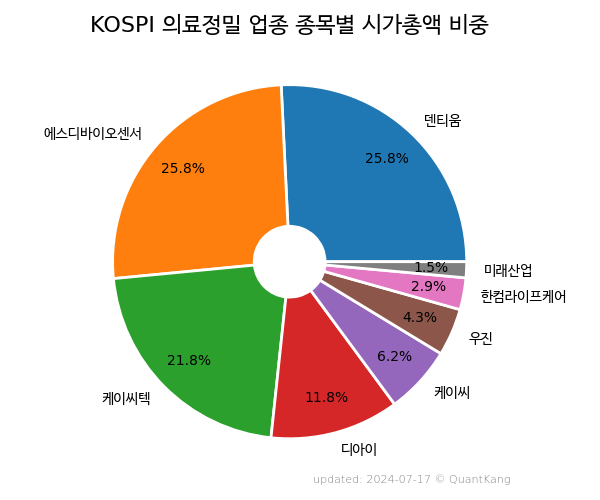 KOSPI 의료정밀 업종 종목별 시가총액 비중
덴티움
25.8%
에스디바이오센서
25.8%
케이씨텍
21.8%
디아이
11.8%
케이씨
6.2%
우진
4.3%
한컴라이프케어
2.9%
미래산업
1.5%
updated: 2024-07-17 © QuantKang